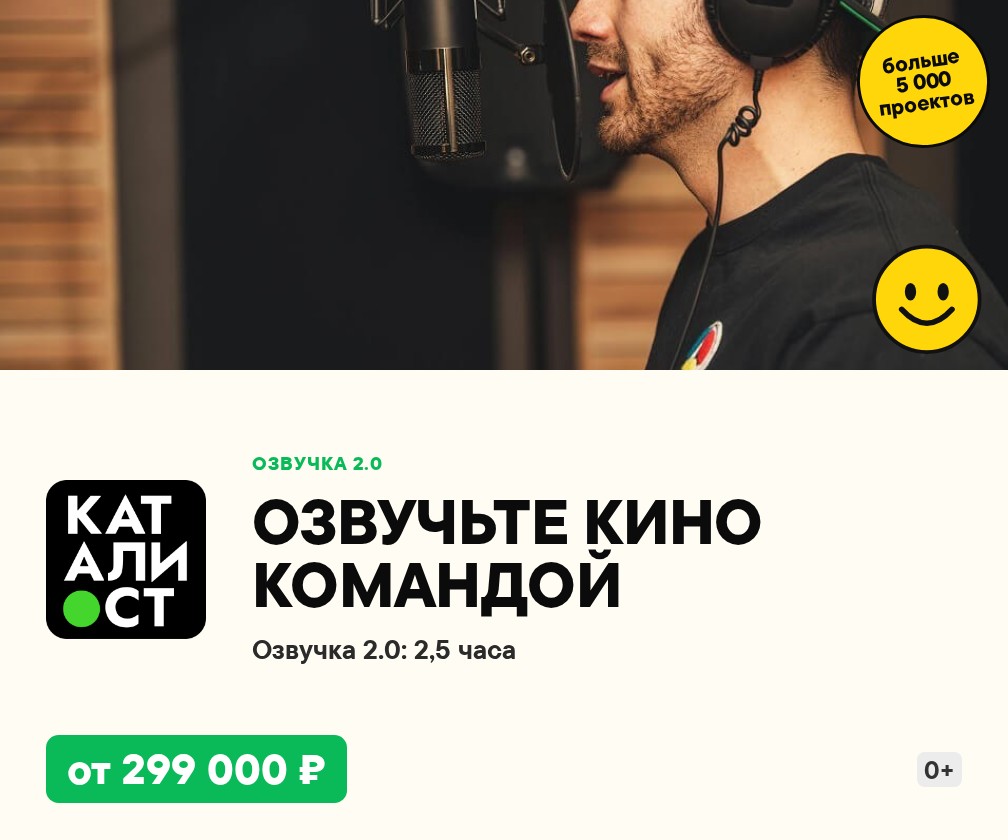 больше
5 000
проектов
ОЗВУЧКА 2.0
КАТ
АЛИ
СТ
ОЗВУЧЬТЕ КИНО
КОМАНДОЙ
Озвучка 2.0: 2,5 часа
от 299 000 ₽
0+